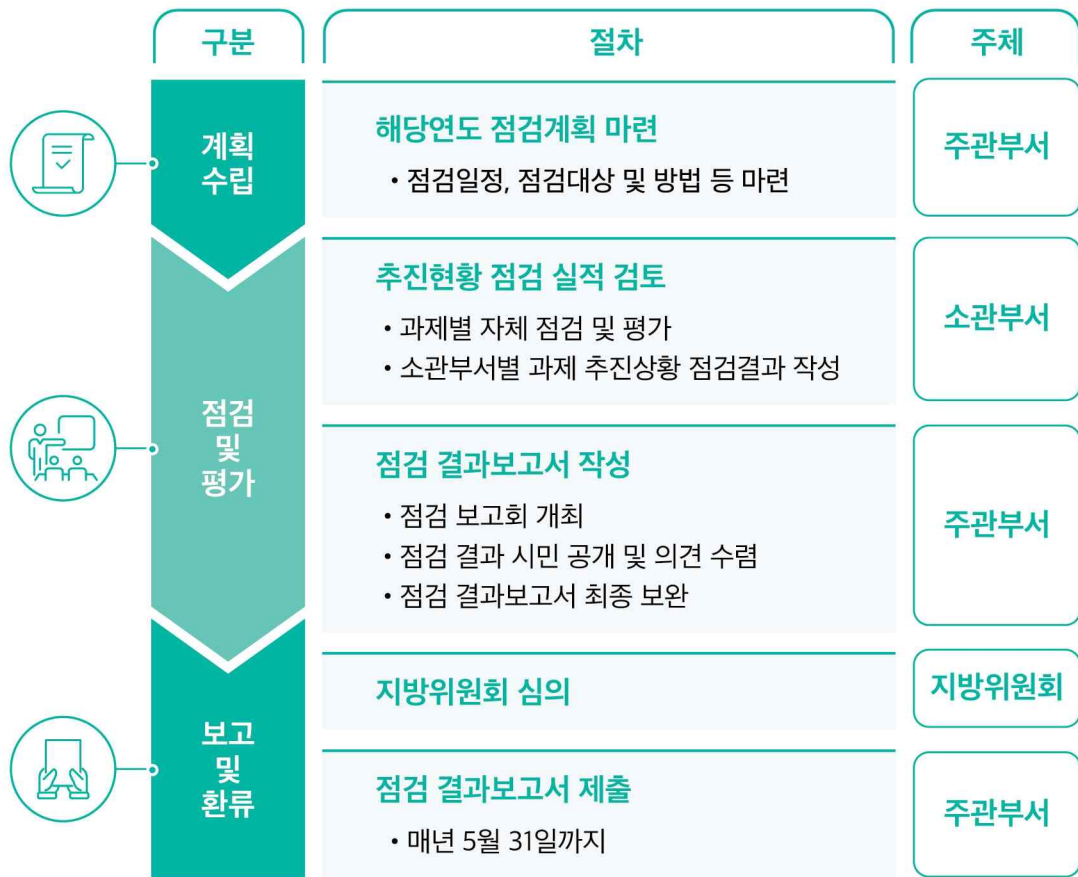 구분
절차
주체
계획
수립
해당연도 점검계획 마련
• 점검일정, 점검대상 및 방법 등 마련
주관부서
점검
및
평가
추진현황 점검 실적 검토
• 과제별 자체 점검 및 평가
• 소관부서별 과제 추진상황 점검결과 작성
소관부서
점검 결과보고서 작성
• 점검 보고회 개최
• 점검 결과 시민 공개 및 의견 수렴
• 점검 결과보고서 최종 보완
주관부서
보고
및
환류
지방위원회 심의
지방위원회
점검 결과보고서 제출
• 매년 5월 31일까지
주관부서